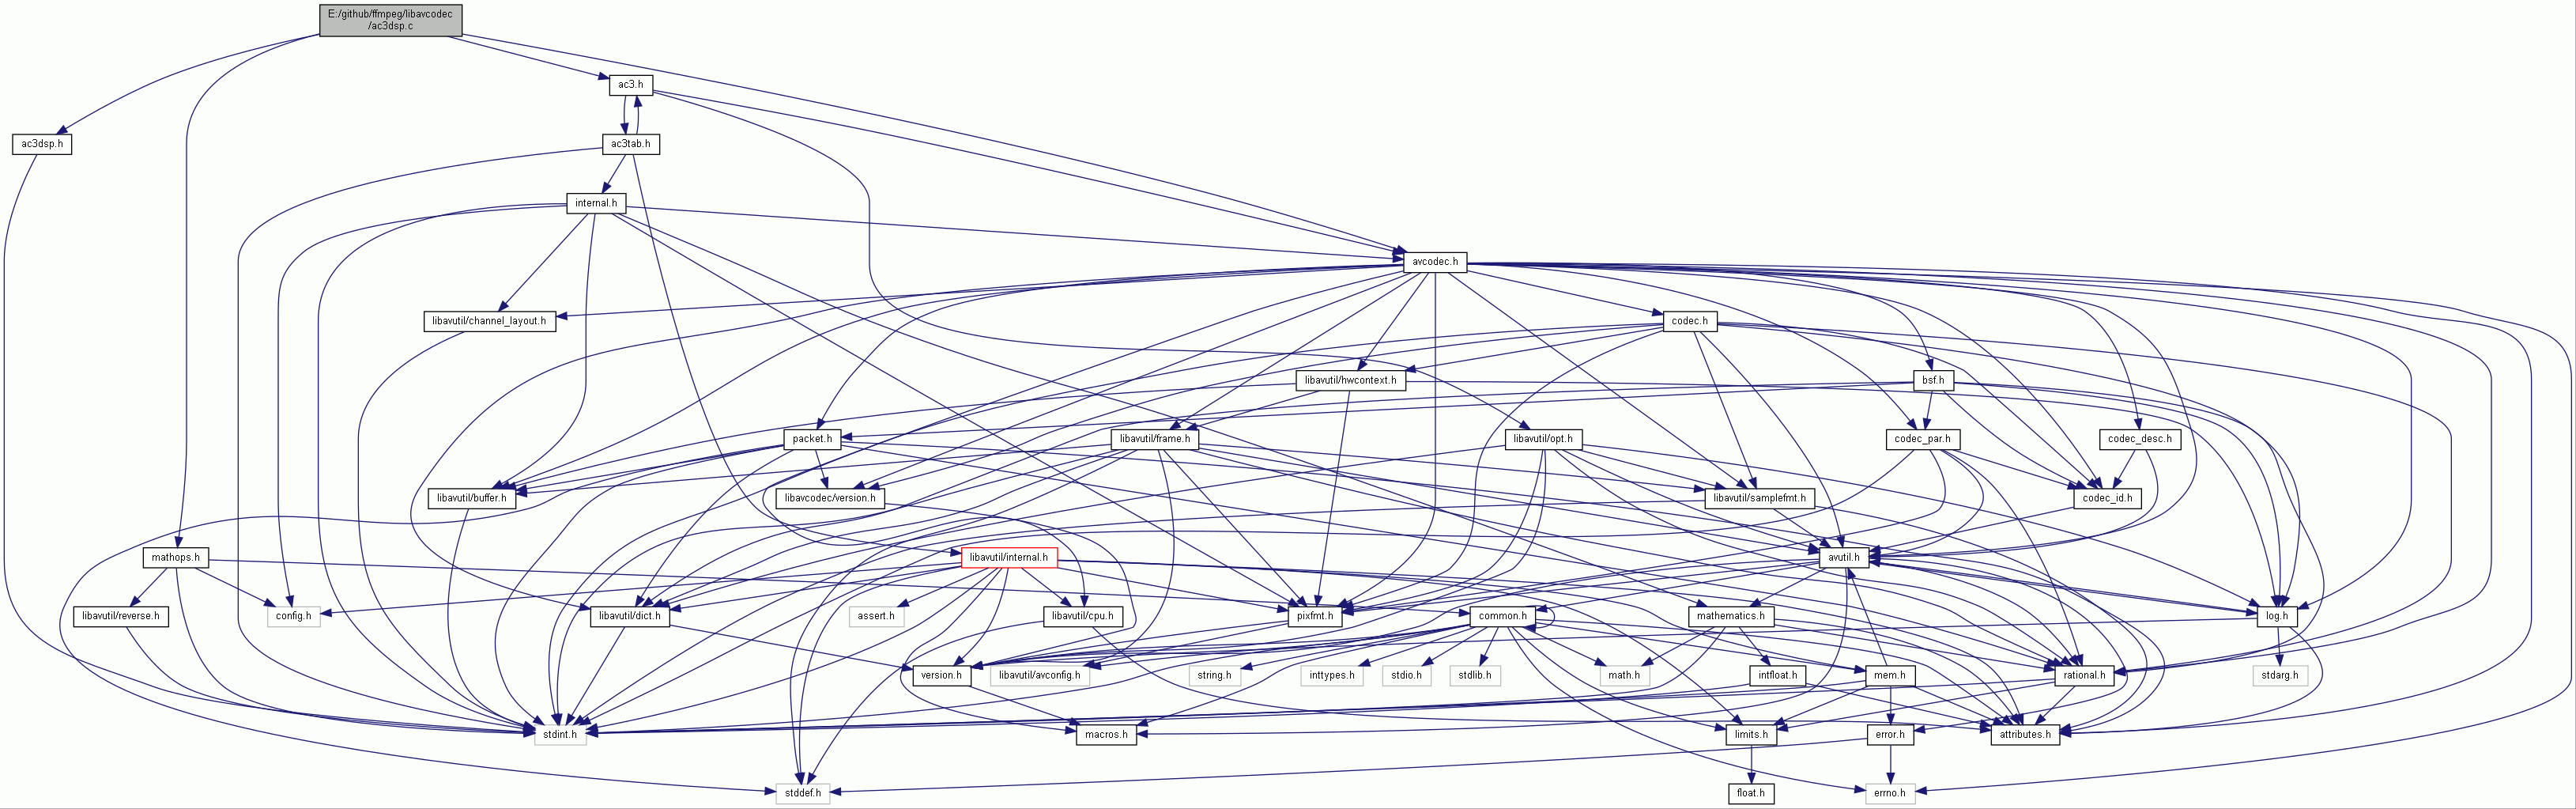 E:/github/ffmpeg/libavcodec
/ac3dsp.c
ac3.h
ac3dsp.h
ac3tab.h
internal.h
avcodec.h
libavutil/channel_layout.h
codec.h
libavutil/hwcontext.h
bsf.h
packet.h
libavutil/frame.h
libavutil/opt.h
codec_par.h
codec_desc.h
libavutil/buffer.h
libavcodec/version.h
libavutil/samplefmt.h
codec_id.h
mathops.h
libavutil/internal.h
avutil.h
libavutil/reverse.h
config.h
libavutil/dict.h
assert.h
libavutil/cpu.h
pixfmt.h
common.h
mathematics.h
log.h
version.h
libavutil/avconfig.h
string.h
inttypes.h
stdio.h
stdlib.h
math.h
intfloat.h
mem.h
rational.h
stdarg.h
stdint.h
macros.h
limits.h
error.h
attributes.h
stddef.h
float.h
errno.h